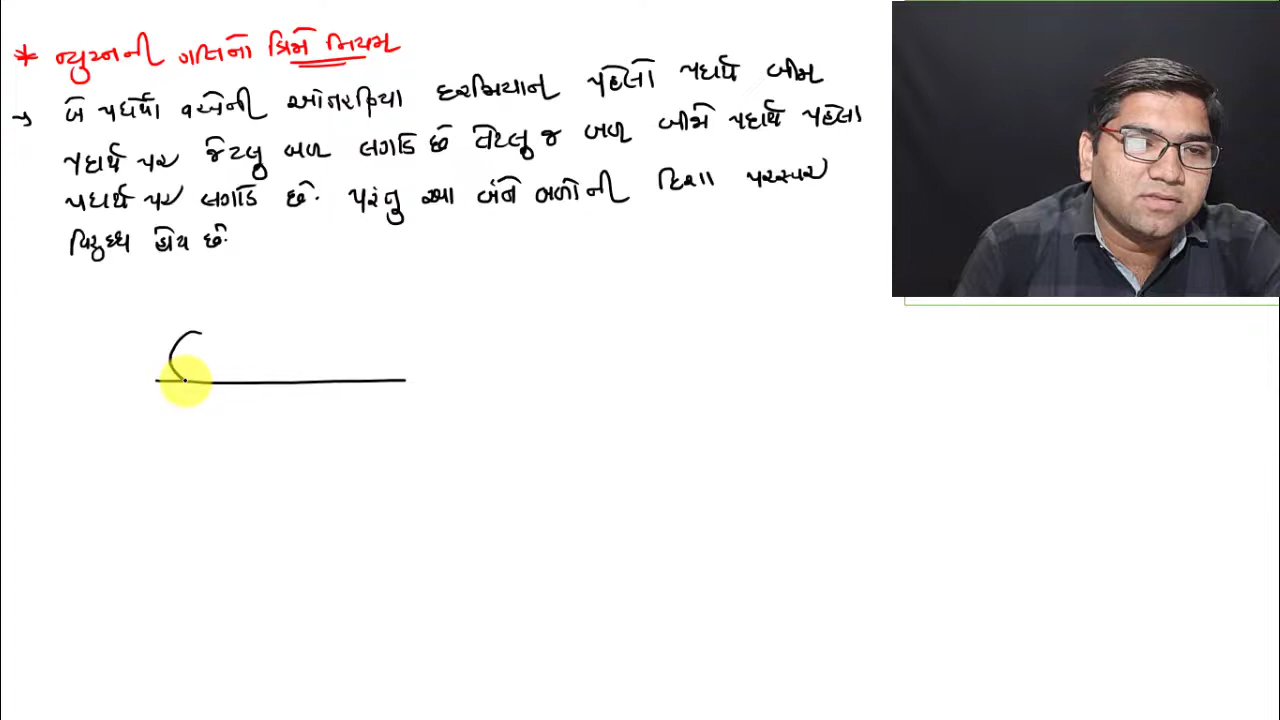 * ન્યુટનની ગતિનો ત્રિજો નિયમ
→ બે પદાર્થો વચ્ચેની આંતરક્રિયા દરમિયાન પહેલો પદાર્થ બીજા
પદાર્થ પર જેટલુ બળ લગાડે છે તેટલુ જ બળ બીજો પદાર્થ પહેલા
પદાર્થ પર લગાડે છે. પરંતુ આ બંને બળોની દિશા પરસ્પર
વિરુધ્ધ હોય છે.